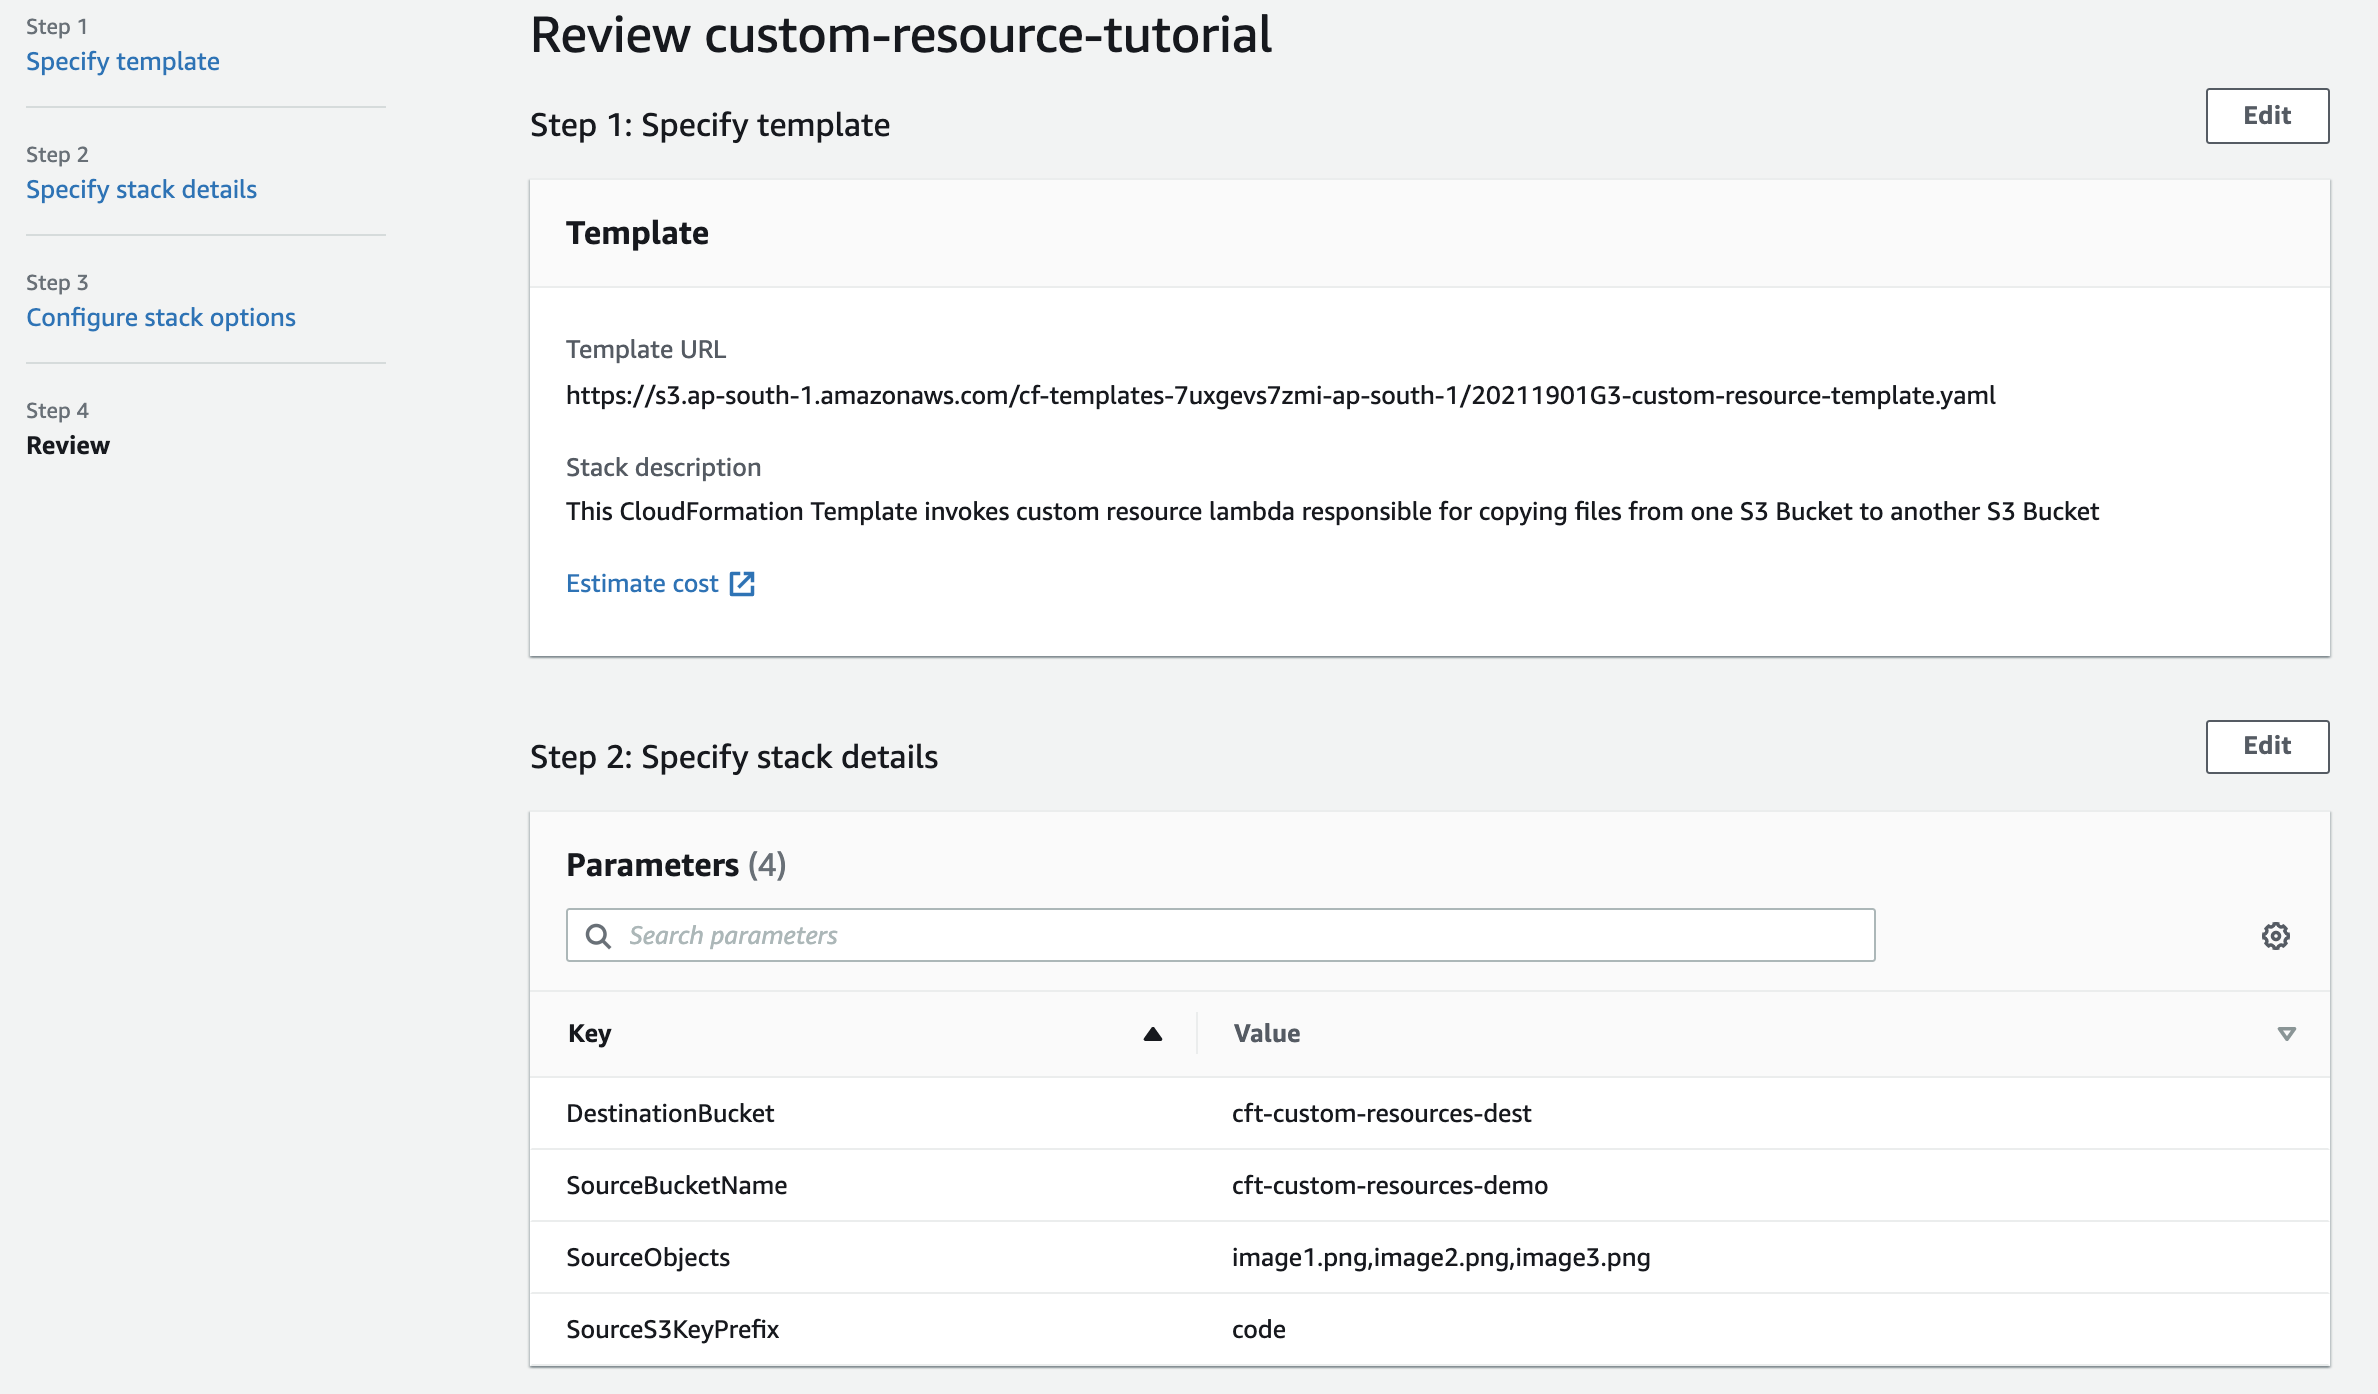 Step 1
Specify template
Step 2
Specify stack details
Step 3
Configure stack options
Step 4
Review
Review custom-resource-tutorial
Step 1: Specify template
Edit
Template
Template URL
https://s3.ap-south-1.amazonaws.com/cf-templates-7uxgevs7zmi-ap-south-1/20211901G3-custom-resource-template.yaml
Stack description
This CloudFormation Template invokes custom resource lambda responsible for copying files from one S3 Bucket to another S3 Bucket
Estimate cost
Step 2: Specify stack details
Edit
Parameters (4)
Search parameters
Key Value
DestinationBucket cft-custom-resources-dest
SourceBucketName cft-custom-resources-demo
SourceObjects image1.png,image2.png,image3.png
SourceS3KeyPrefix code